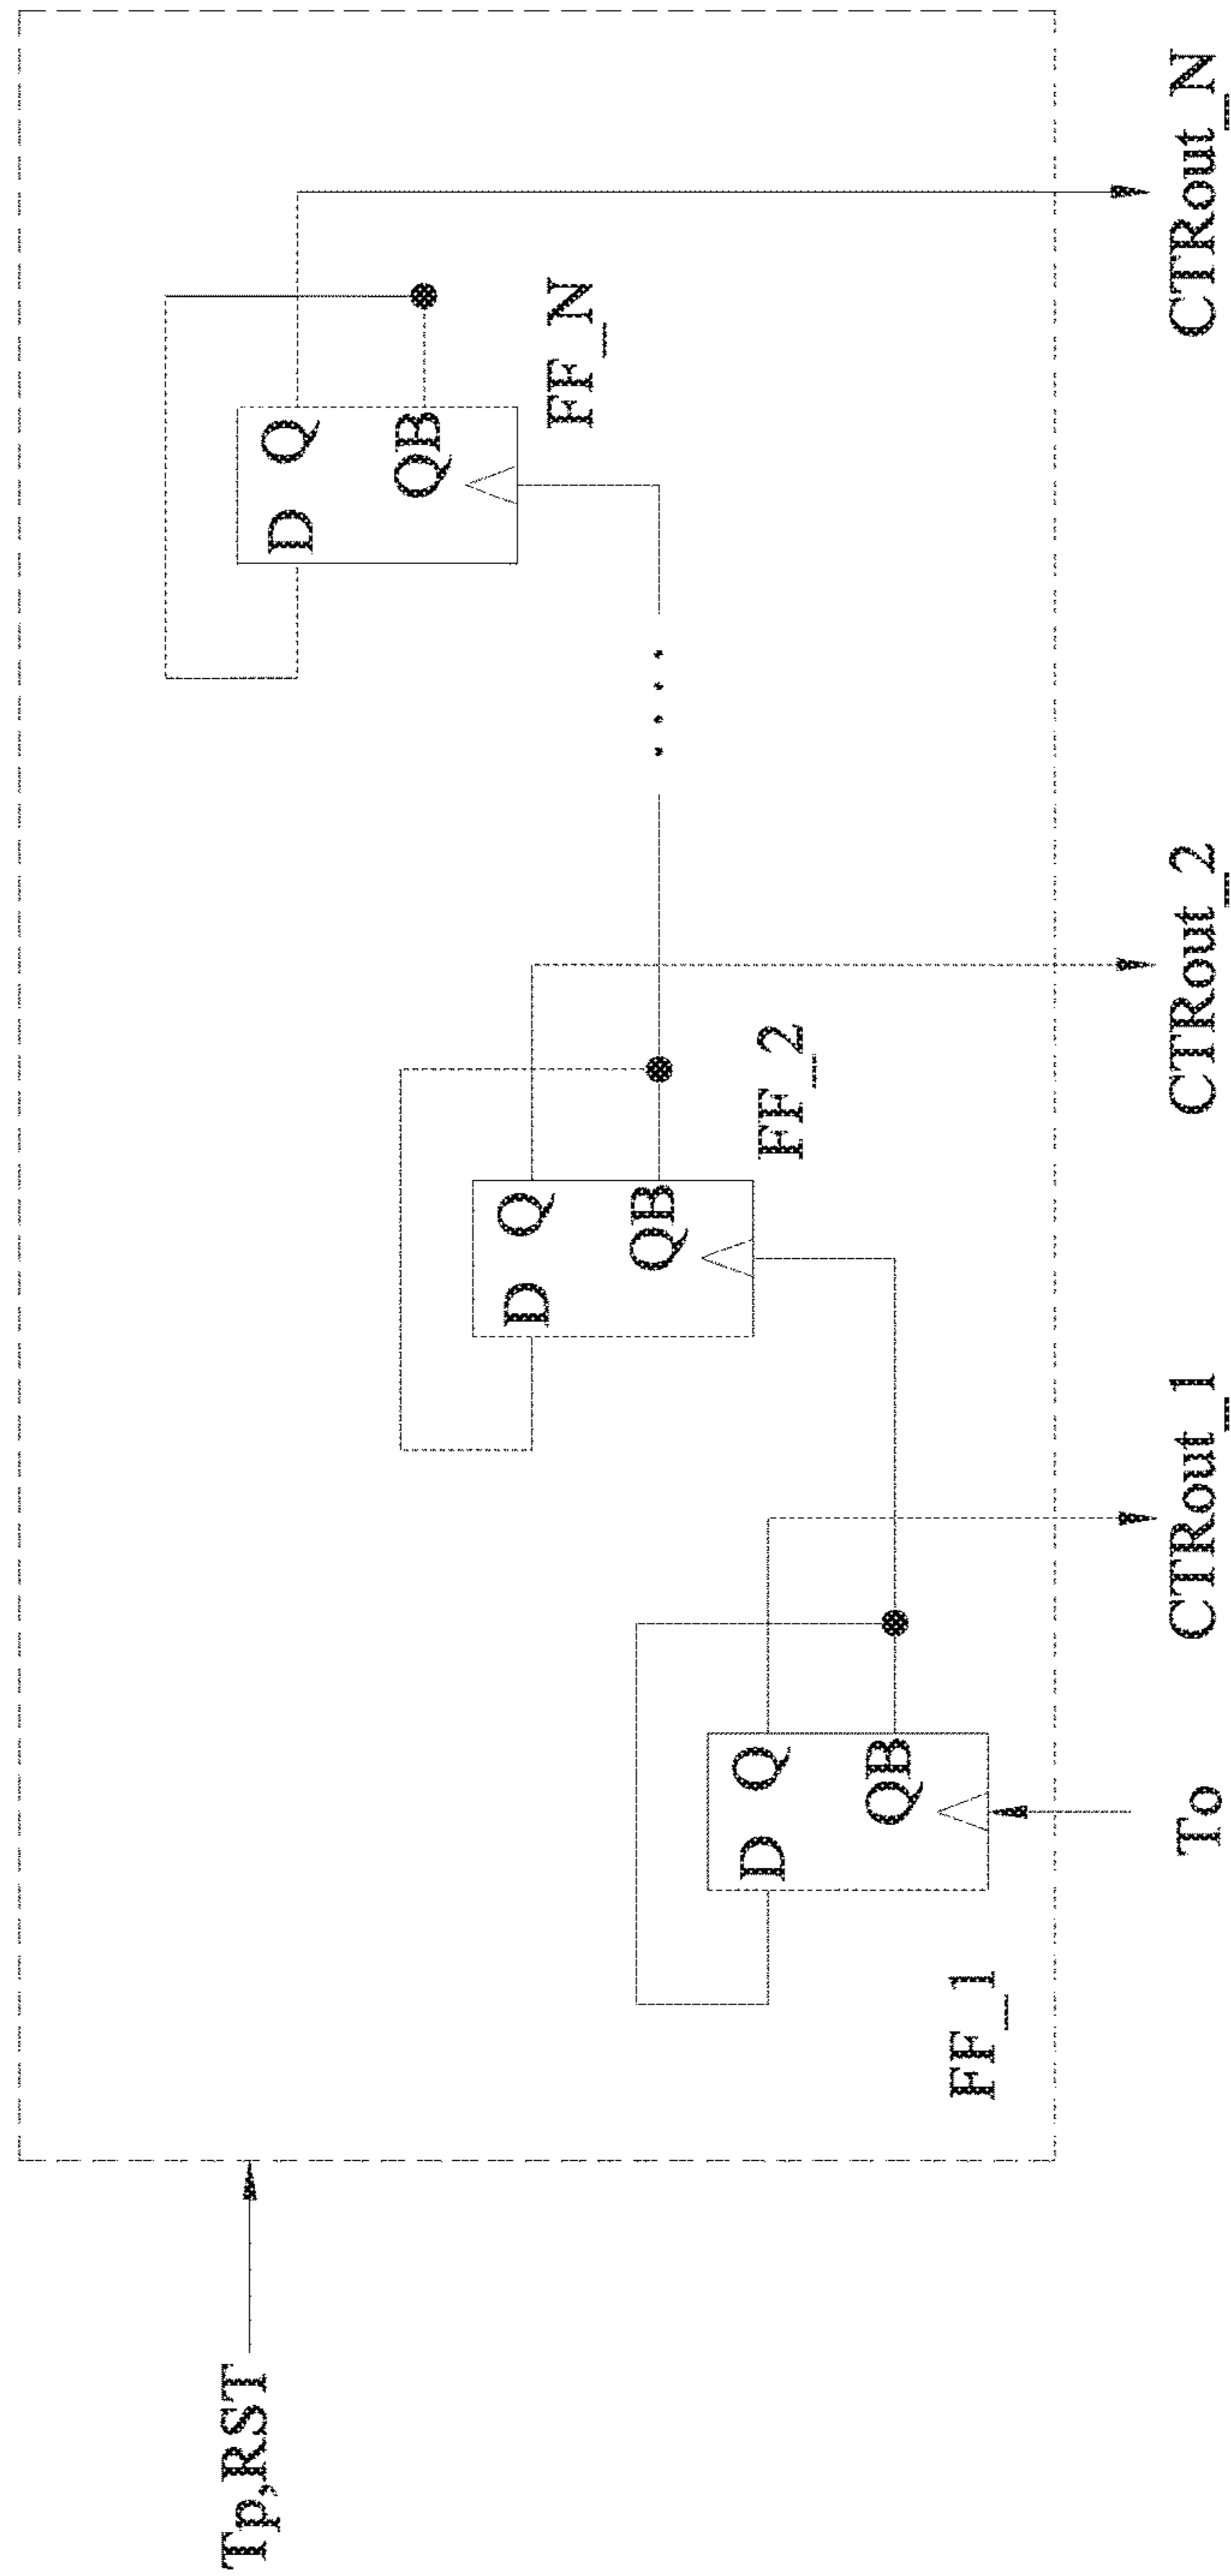 Tp,RST
D Q
QB
FF_N
D Q
QB
FF_2
D Q
QB
FF_1
To
CTRout_1
CTRout_2
CTRout_N